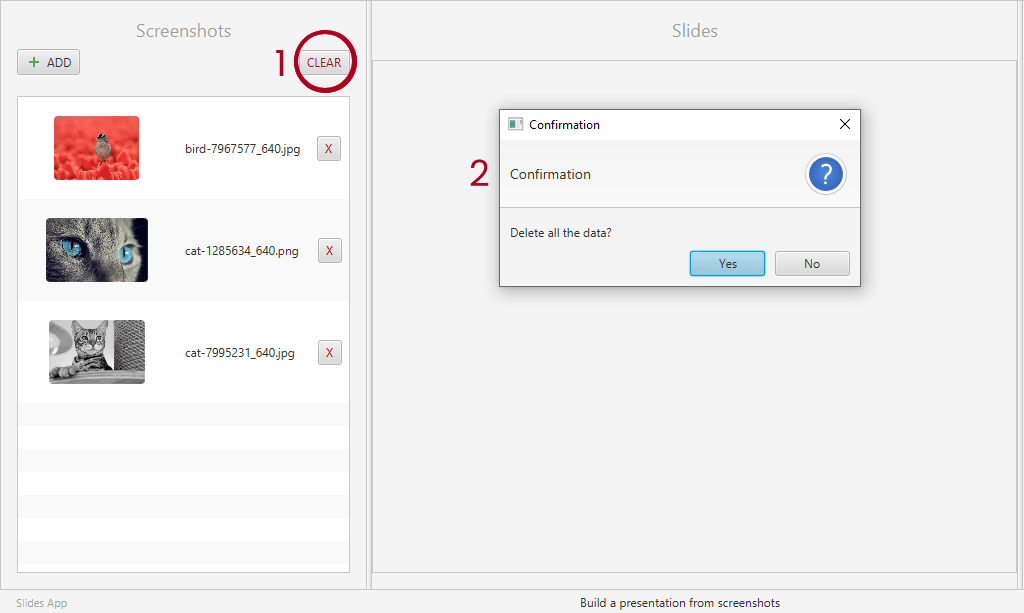 Screenshots
+ ADD
1
CLEAR
bird-7967577_640.jpg
X
cat-1285634_640.png
X
cat-7995231_640.jpg
X
Slides
Confirmation
2
Confirmation
?
Delete all the data?
Yes
No
Slides App
Build a presentation from screenshots